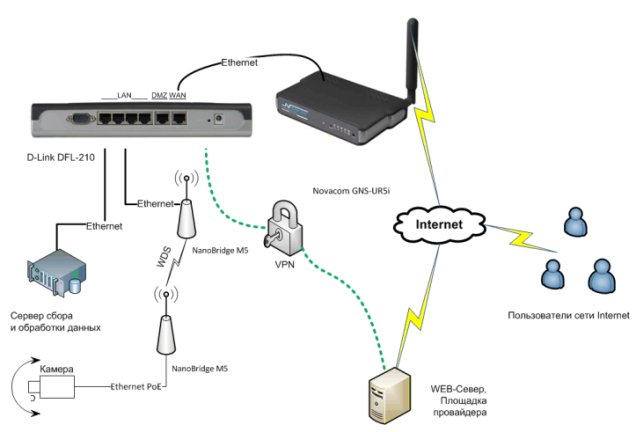 Ethernet
LAN DMZ WAN
D-Link DFL-210
Novacom GNS-UR5i
Ethernet
Ethernet
NanoBridge M5
WDS
VPN
Internet
Сервер сбора
и обработки данных
Пользователи сети Internet
NanoBridge M5
Камера
Ethernet PoE
WEB-Север,
Площадка
провайдера